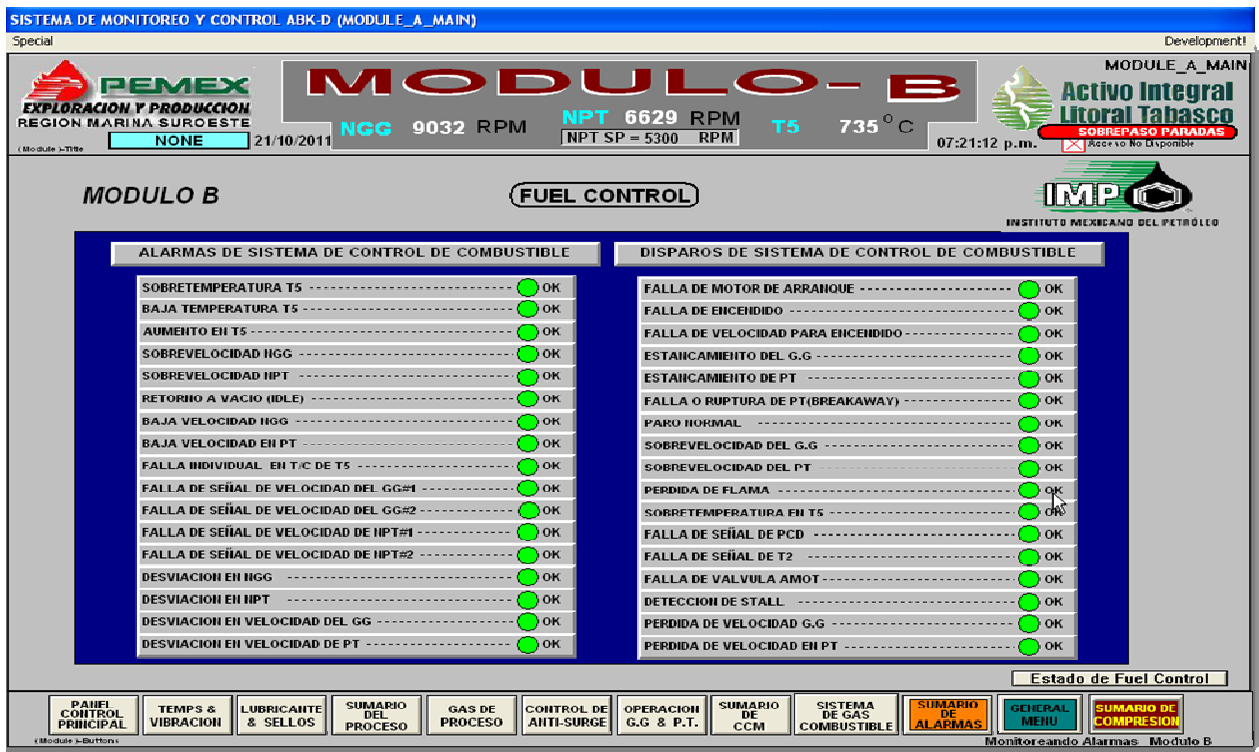 SISTEMA DE MONITOREO Y CONTROL ABK-D (MODULE_A_MAIN)
Special Development!
PEMEX
EXPLORACION Y PRODUCCION
REGION MARINA SUROESTE
NONE 21/10/2011
( Module )-Title
MODULO-B
NGC 9032 RPM NPT 6629 RPM T5 735 °C
NPT SP = 5300 RPM
MODULE_A_MAIN
Activo Integral
Litoral Tabasco
SOBREPASO PARADAS
07:21:12 p.m. Acceso No Disponible
MODULO B
FUEL CONTROL
IMP
INSTITUTO MEXICANO DEL PETRÓLEO
ALARMAS DE SISTEMA DE CONTROL DE COMBUSTIBLE
SOBRETEMPERATURA T5 OK
BAJA TEMPERATURA T5 OK
AUMENTO EN T5 OK
SOBREVELOCIDAD NGG OK
SOBREVELOCIDAD NPT OK
RETORNO A VACIO (IDLE) OK
BAJA VELOCIDAD NGG OK
BAJA VELOCIDAD EN PT OK
FALLA INDIVIDUAL EN T/C DE T5 OK
FALLA DE SEÑAL DE VELOCIDAD DEL GG#1 OK
FALLA DE SEÑAL DE VELOCIDAD DEL GG#2 OK
FALLA DE SEÑAL DE VELOCIDAD DE NPT#1 OK
FALLA DE SEÑAL DE VELOCIDAD DE NPT#2 OK
DESVIACION EN NGG OK
DESVIACION EN NPT OK
DESVIACION EN VELOCIDAD DEL GG OK
DESVIACION EN VELOCIDAD DE PT OK
DISPAROS DE SISTEMA DE CONTROL DE COMBUSTIBLE
FALLA DE MOTOR DE ARRANQUE OK
FALLA DE ENCENDIDO OK
FALLA DE VELOCIDAD PARA ENCENDIDO OK
ESTANCAMIENTO DEL G.G OK
ESTANCAMIENTO DE PT OK
FALLA O RUPTURA DE PT(BREAKAWAY) OK
PARO NORMAL OK
SOBREVELOCIDAD DEL G.G OK
SOBREVELOCIDAD DEL PT OK
PERDIDA DE FLAMA OK
SOBRETEMPERATURA EN T5 OK
FALLA DE SEÑAL DE PCD OK
FALLA DE SEÑAL DE T2 OK
FALLA DE VALVULA AMOT OK
DETECCION DE STALL OK
PERDIDA DE VELOCIDAD G.G OK
PERDIDA DE VELOCIDAD EN PT OK
Estado de Fuel Control
PANEL
CONTROL
PRINCIPAL
TEMPS &
VIBRACION
LUBRICANTE
& SELLOS
SUMARIO
DEL
PROCESO
GAS DE
PROCESO
CONTROL DE
ANTI-SURGE
OPERACION
G.G & P.T.
SUMARIO
DE
CCM
SISTEMA
DE GAS
COMBUSTIBLE
SUMARIO
DE
ALARMAS
GENERAL
MENU
SUMARIO DE
COMPRESION
( Module )-Buttons
Monitoreando Alarmas Modulo B